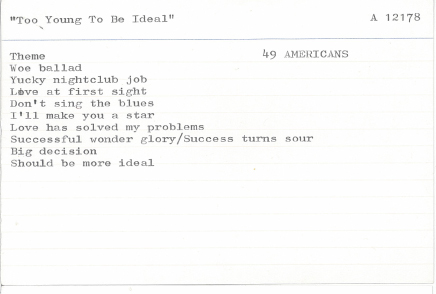 "Too Young To Be Ideal" A 12178
Theme 49 AMERICANS
Woe ballad
Yucky nightclub job
Love at first sight
Don't sing the blues
I'll make you a star
Love has solved my problems
Successful wonder glory/Success turns sour
Big decision
Should be more ideal